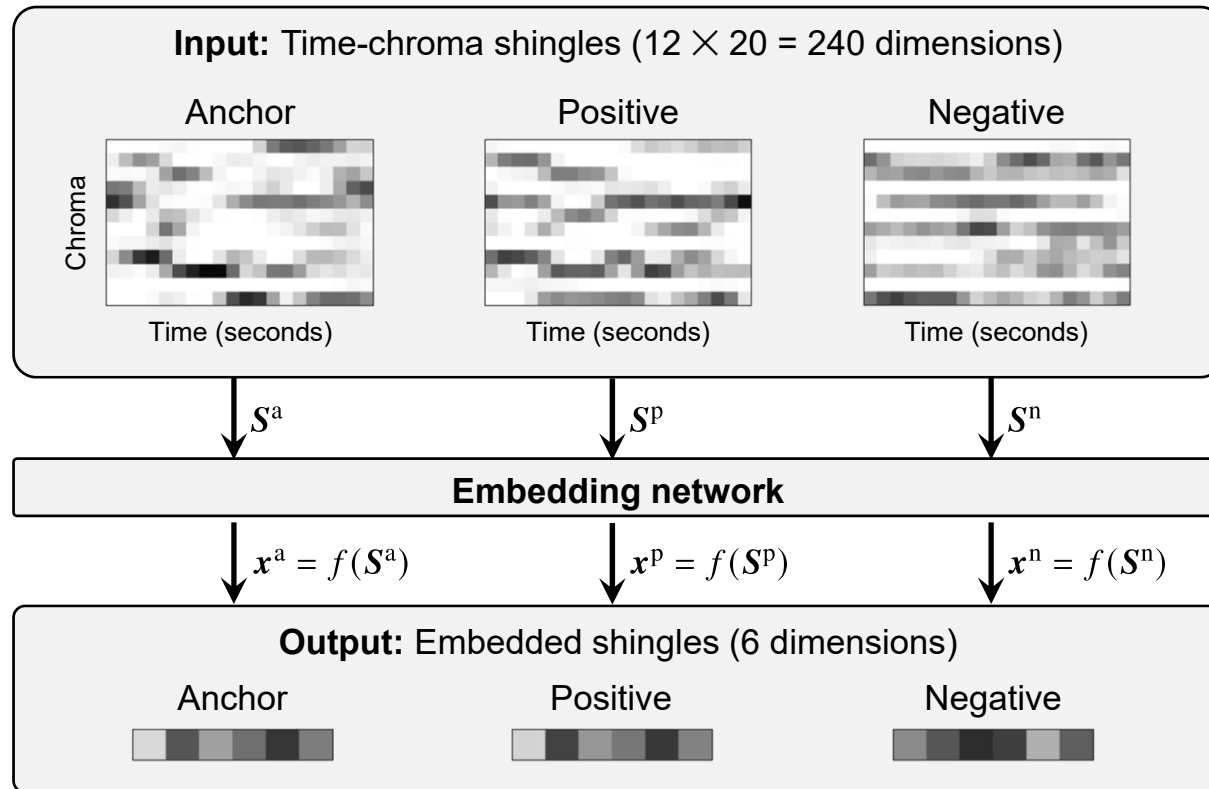 Input: Time-chroma shingles (12 × 20 = 240 dimensions)
Anchor Positive Negative
Chroma
Time (seconds) Time (seconds) Time (seconds)
Sᵃ Sᵖ Sⁿ
Embedding network
xᵃ = f(Sᵃ) xᵖ = f(Sᵖ) xⁿ = f(Sⁿ)
Output: Embedded shingles (6 dimensions)
Anchor Positive Negative